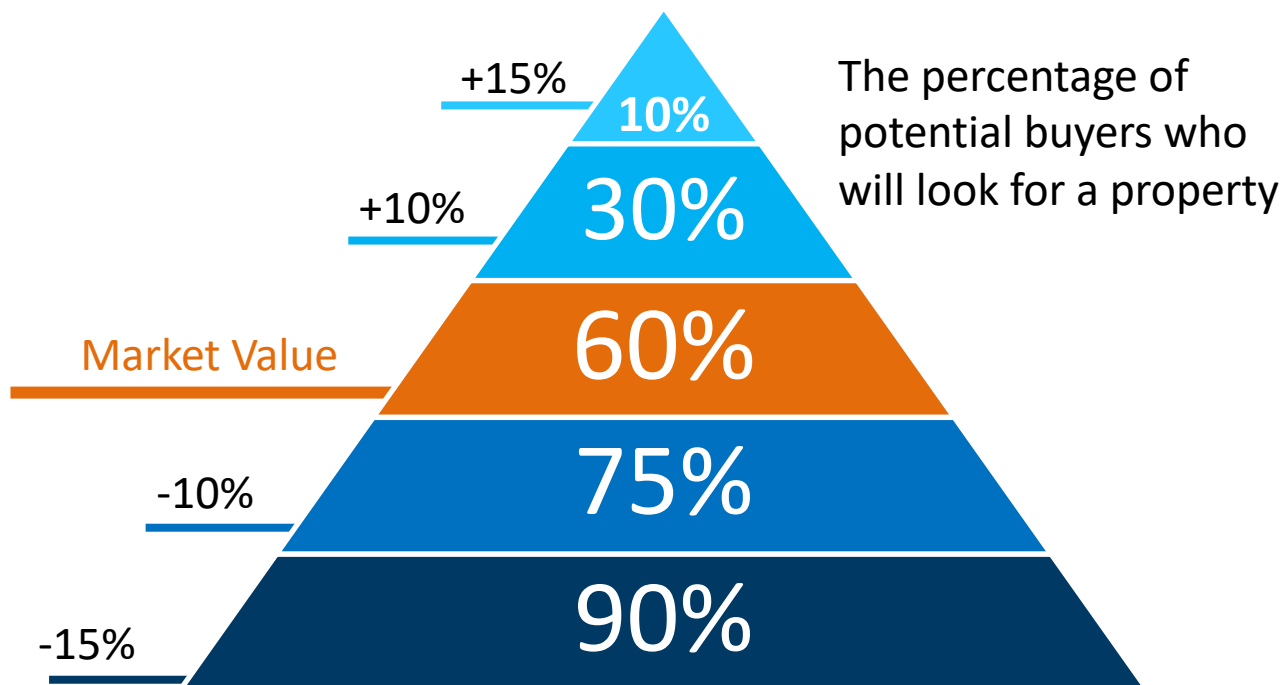 +15%
10%
The percentage of
potential buyers who
will look for a property
+10%
30%
Market Value
60%
-10%
75%
-15%
90%